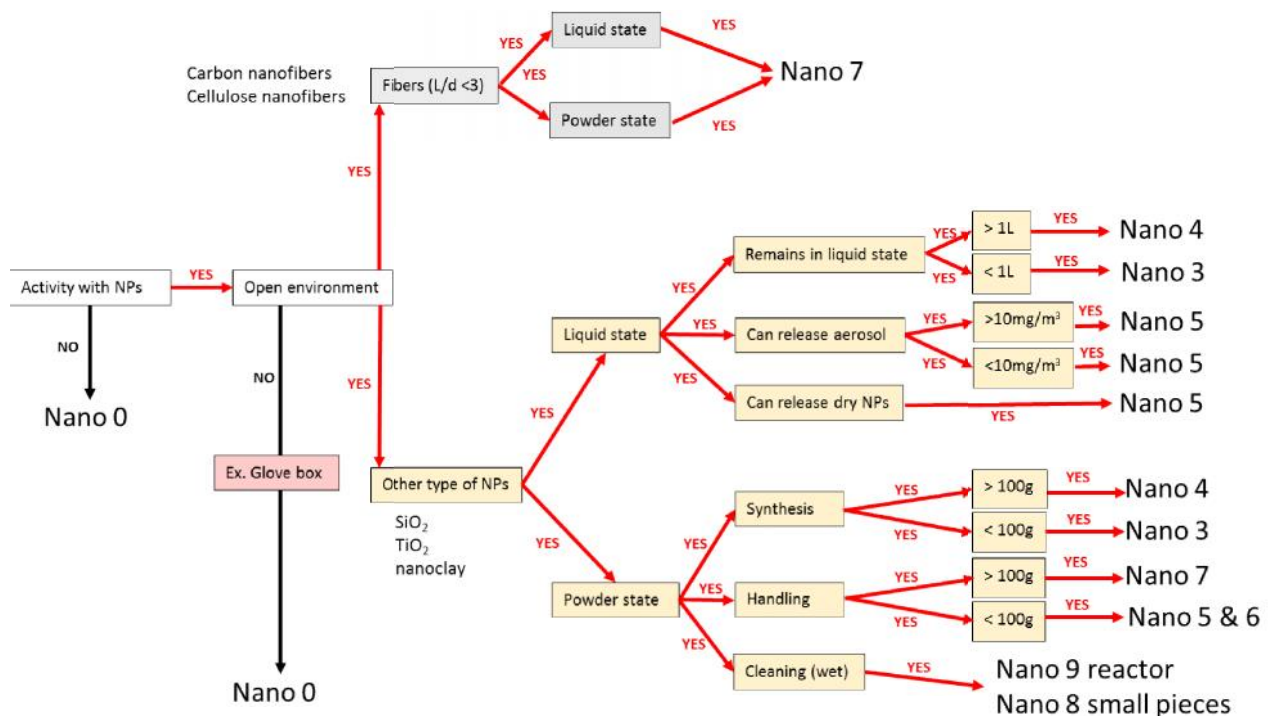 Liquid state
YES
YES
Carbon nanofibers
Cellulose nanofibers
Fibers (L/d <3)
YES
YES
Nano 7
Powder state
YES
YES
Activity with NPs
YES
Open environment
NO
Nano 0
NO
Ex. Glove box
Nano 0
YES
Other type of NPs
SiO₂
TiO₂
nanoclay
YES
Liquid state
YES
Remains in liquid state
YES
> 1L
YES
Nano 4
YES
< 1L
YES
Nano 3
YES
Can release aerosol
YES
>10mg/m³
YES
Nano 5
YES
<10mg/m³
YES
Nano 5
YES
Can release dry NPs
YES
Nano 5
YES
Powder state
YES
Synthesis
YES
> 100g
YES
Nano 4
YES
< 100g
YES
Nano 3
YES
Handling
YES
> 100g
YES
Nano 7
YES
< 100g
YES
Nano 5 & 6
YES
Cleaning (wet)
YES
Nano 9 reactor
Nano 8 small pieces